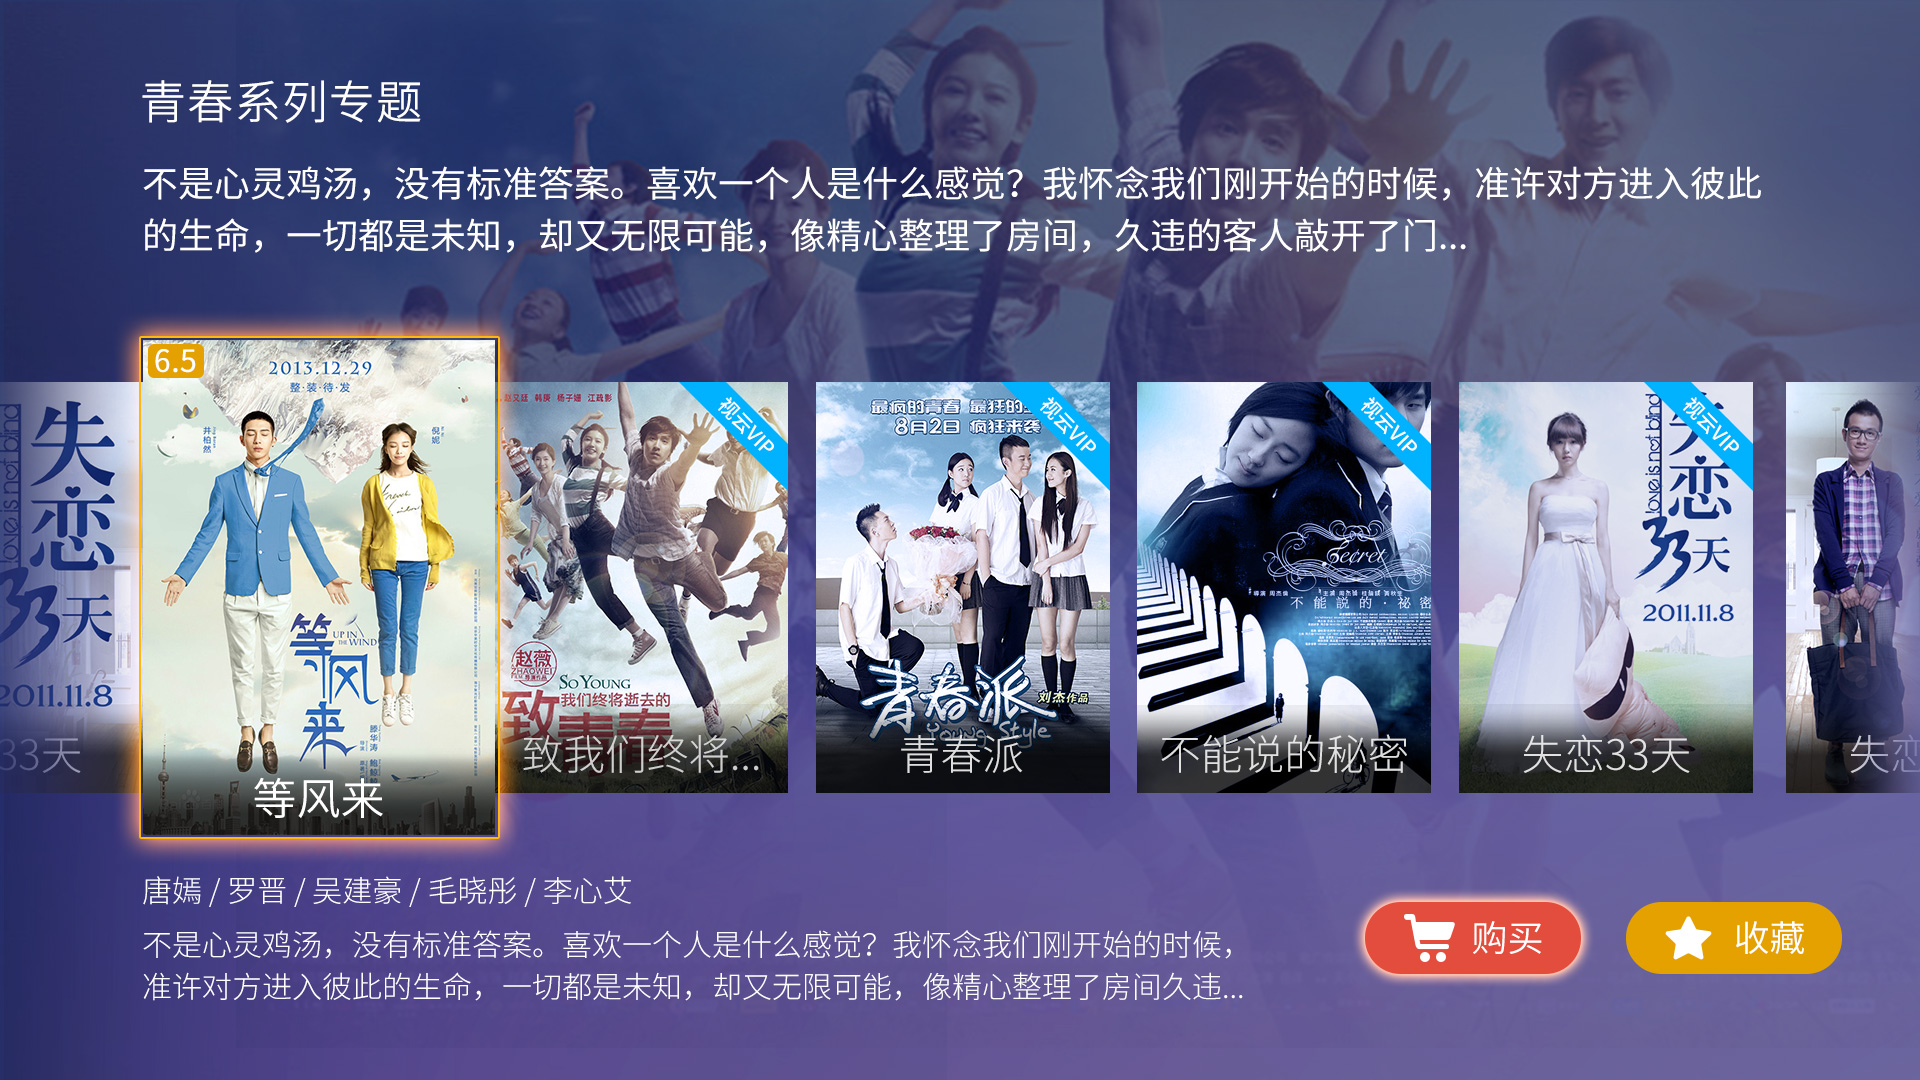 青春系列专题
不是心灵鸡汤，没有标准答案。喜欢一个人是什么感觉？我怀念我们刚开始的时候，准许对方进入彼此
的生命，一切都是未知，却又无限可能，像精心整理了房间，久违的客人敲开了门...
失恋
love is not blind
33天
2011.11.8
33天
6.5
2013.12.29
整·装·待·发
井柏然
倪妮
等风来
UP IN
THE WIND
滕华涛
等风来
韩庚 杨子姗 江疏影
视云VIP
赵薇
ZHAOWEI
SO YOUNG
致我们终将逝去的
青春
致我们终将...
最疯的青春 最狂的
8月2日 疯狂来袭
视云VIP
青春派
刘杰作品
Young Style
青春派
视云VIP
Secret
不能説的·祕密
不能说的秘密
视云VIP
失恋
love is not blind
33天
2011.11.8
失恋33天
失恋
唐嫣 / 罗晋 / 吴建豪 / 毛晓彤 / 李心艾
不是心灵鸡汤，没有标准答案。喜欢一个人是什么感觉？我怀念我们刚开始的时候，
准许对方进入彼此的生命，一切都是未知，却又无限可能，像精心整理了房间久违...
购买
收藏